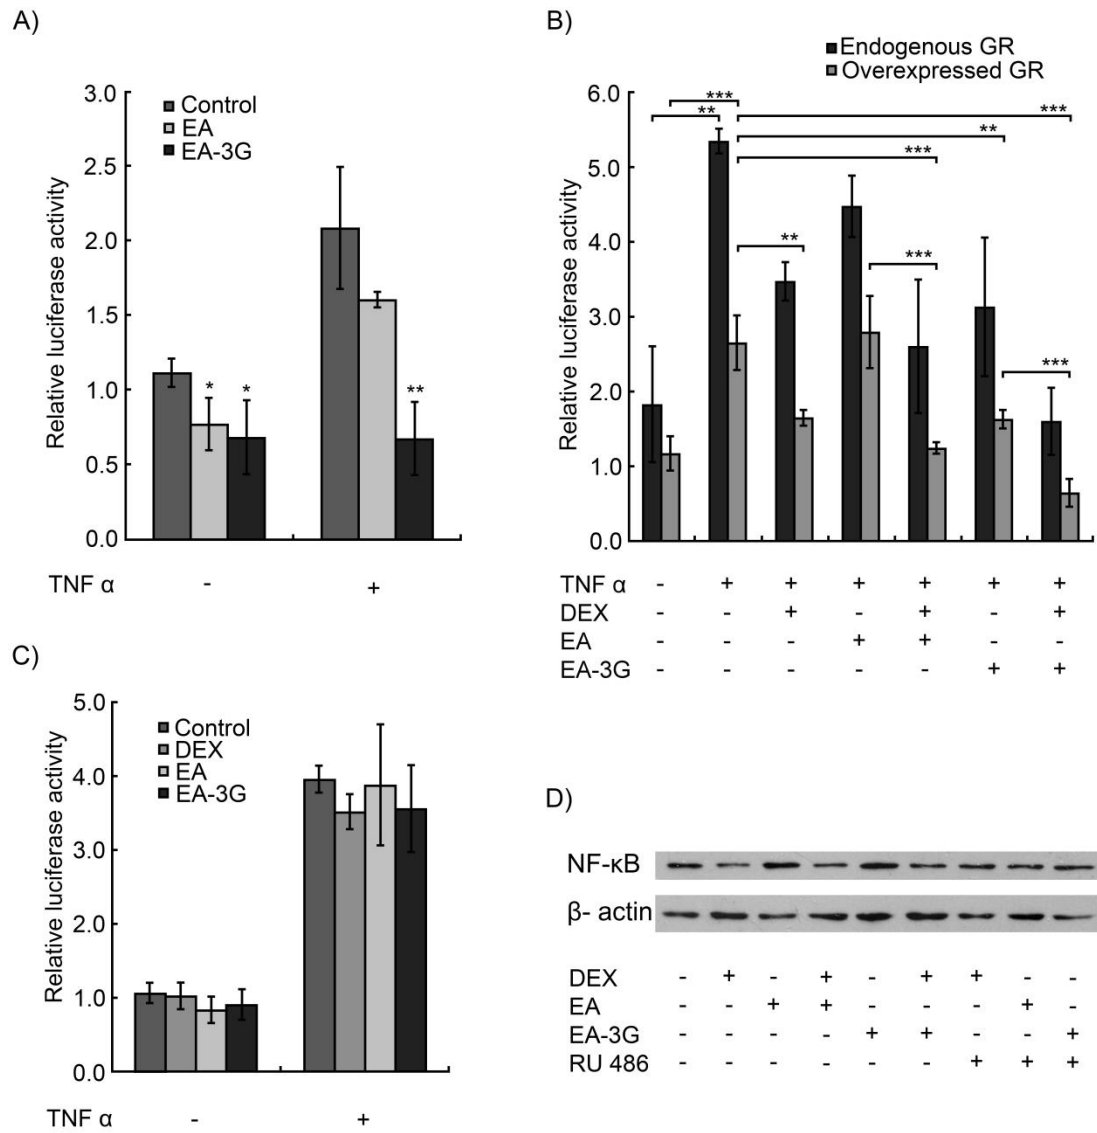 A)
Relative luciferase activity
3.0
2.5
2.0
1.5
1.0
0.5
0.0
Control
EA
EA-3G
* * **
TNF α - +
B)
Relative luciferase activity
6.0
5.0
4.0
3.0
2.0
1.0
0.0
Endogenous GR
Overexpressed GR
*** ***
** **
***
**
***
***
TNF α - + + + + + +
DEX - - + - + - +
EA - - - + + - -
EA-3G - - - - - + +
C)
Relative luciferase activity
5.0
4.0
3.0
2.0
1.0
0.0
Control
DEX
EA
EA-3G
TNF α - +
D)
NF-κB
β- actin
DEX - + - + - + + - -
EA - - + + - - - + -
EA-3G - - - - + + - - +
RU 486 - - - - - - + + +